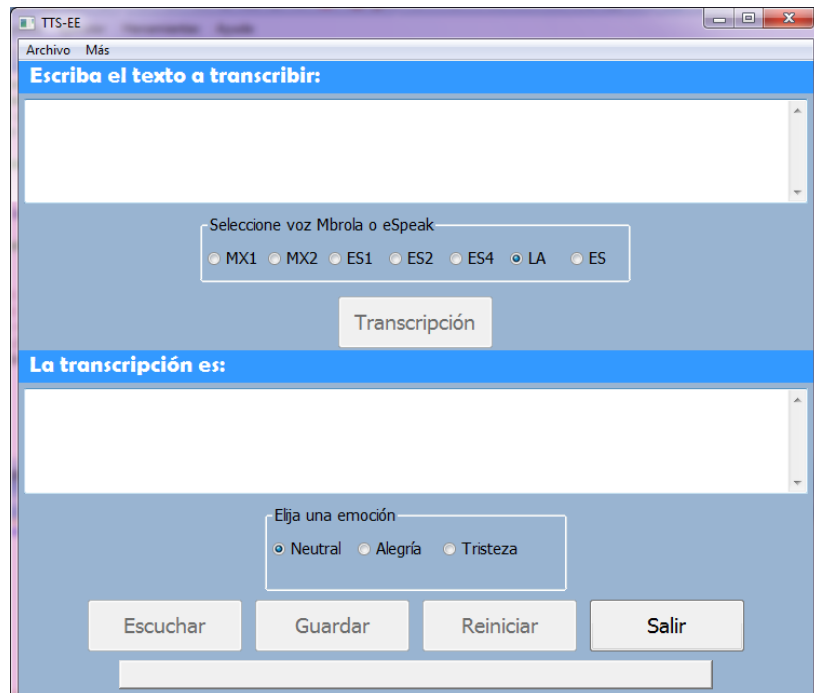 TTS-EE
Archivo Más
Escriba el texto a transcribir:
Seleccione voz Mbrola o eSpeak
MX1 MX2 ES1 ES2 ES4 LA ES
Transcripción
La transcripción es:
Elija una emoción
Neutral Alegría Tristeza
Escuchar Guardar Reiniciar Salir